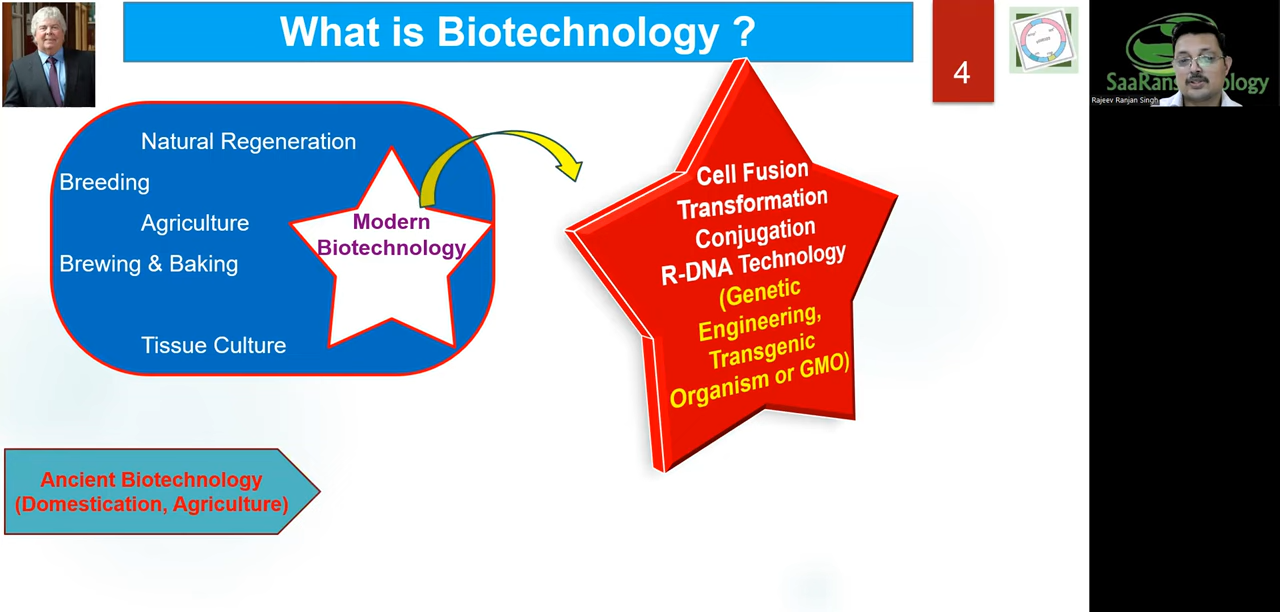 What is Biotechnology ?
4
Natural Regeneration
Breeding
Agriculture
Brewing & Baking
Tissue Culture
Modern
Biotechnology
Cell Fusion
Transformation
Conjugation
R-DNA Technology
(Genetic
Engineering,
Transgenic
Organism or GMO)
Ancient Biotechnology
(Domestication, Agriculture)
Rajeev Ranjan Singh